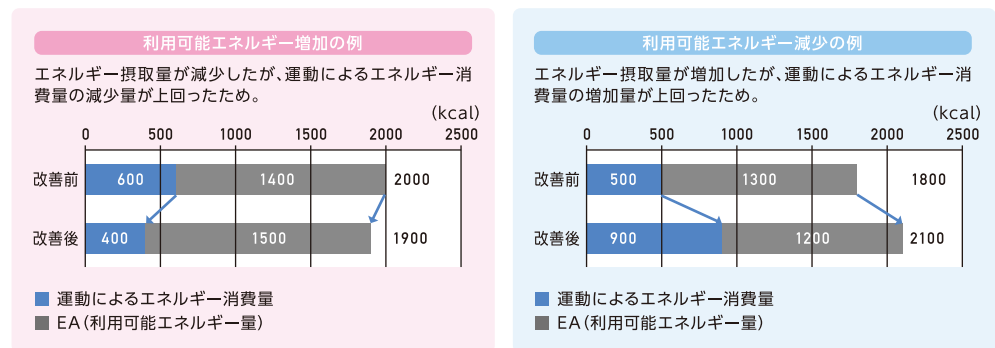 利用可能エネルギー増加の例
エネルギー摂取量が減少したが、運動によるエネルギー消
費量の減少量が上回ったため。
(kcal)
0 500 1000 1500 2000 2500
改善前 600 1400 2000
改善後 400 1500 1900
運動によるエネルギー消費量
EA(利用可能エネルギー量)
利用可能エネルギー減少の例
エネルギー摂取量が増加したが、運動によるエネルギー消
費量の増加量が上回ったため。
(kcal)
0 500 1000 1500 2000 2500
改善前 500 1300 1800
改善後 900 1200 2100
運動によるエネルギー消費量
EA(利用可能エネルギー量)